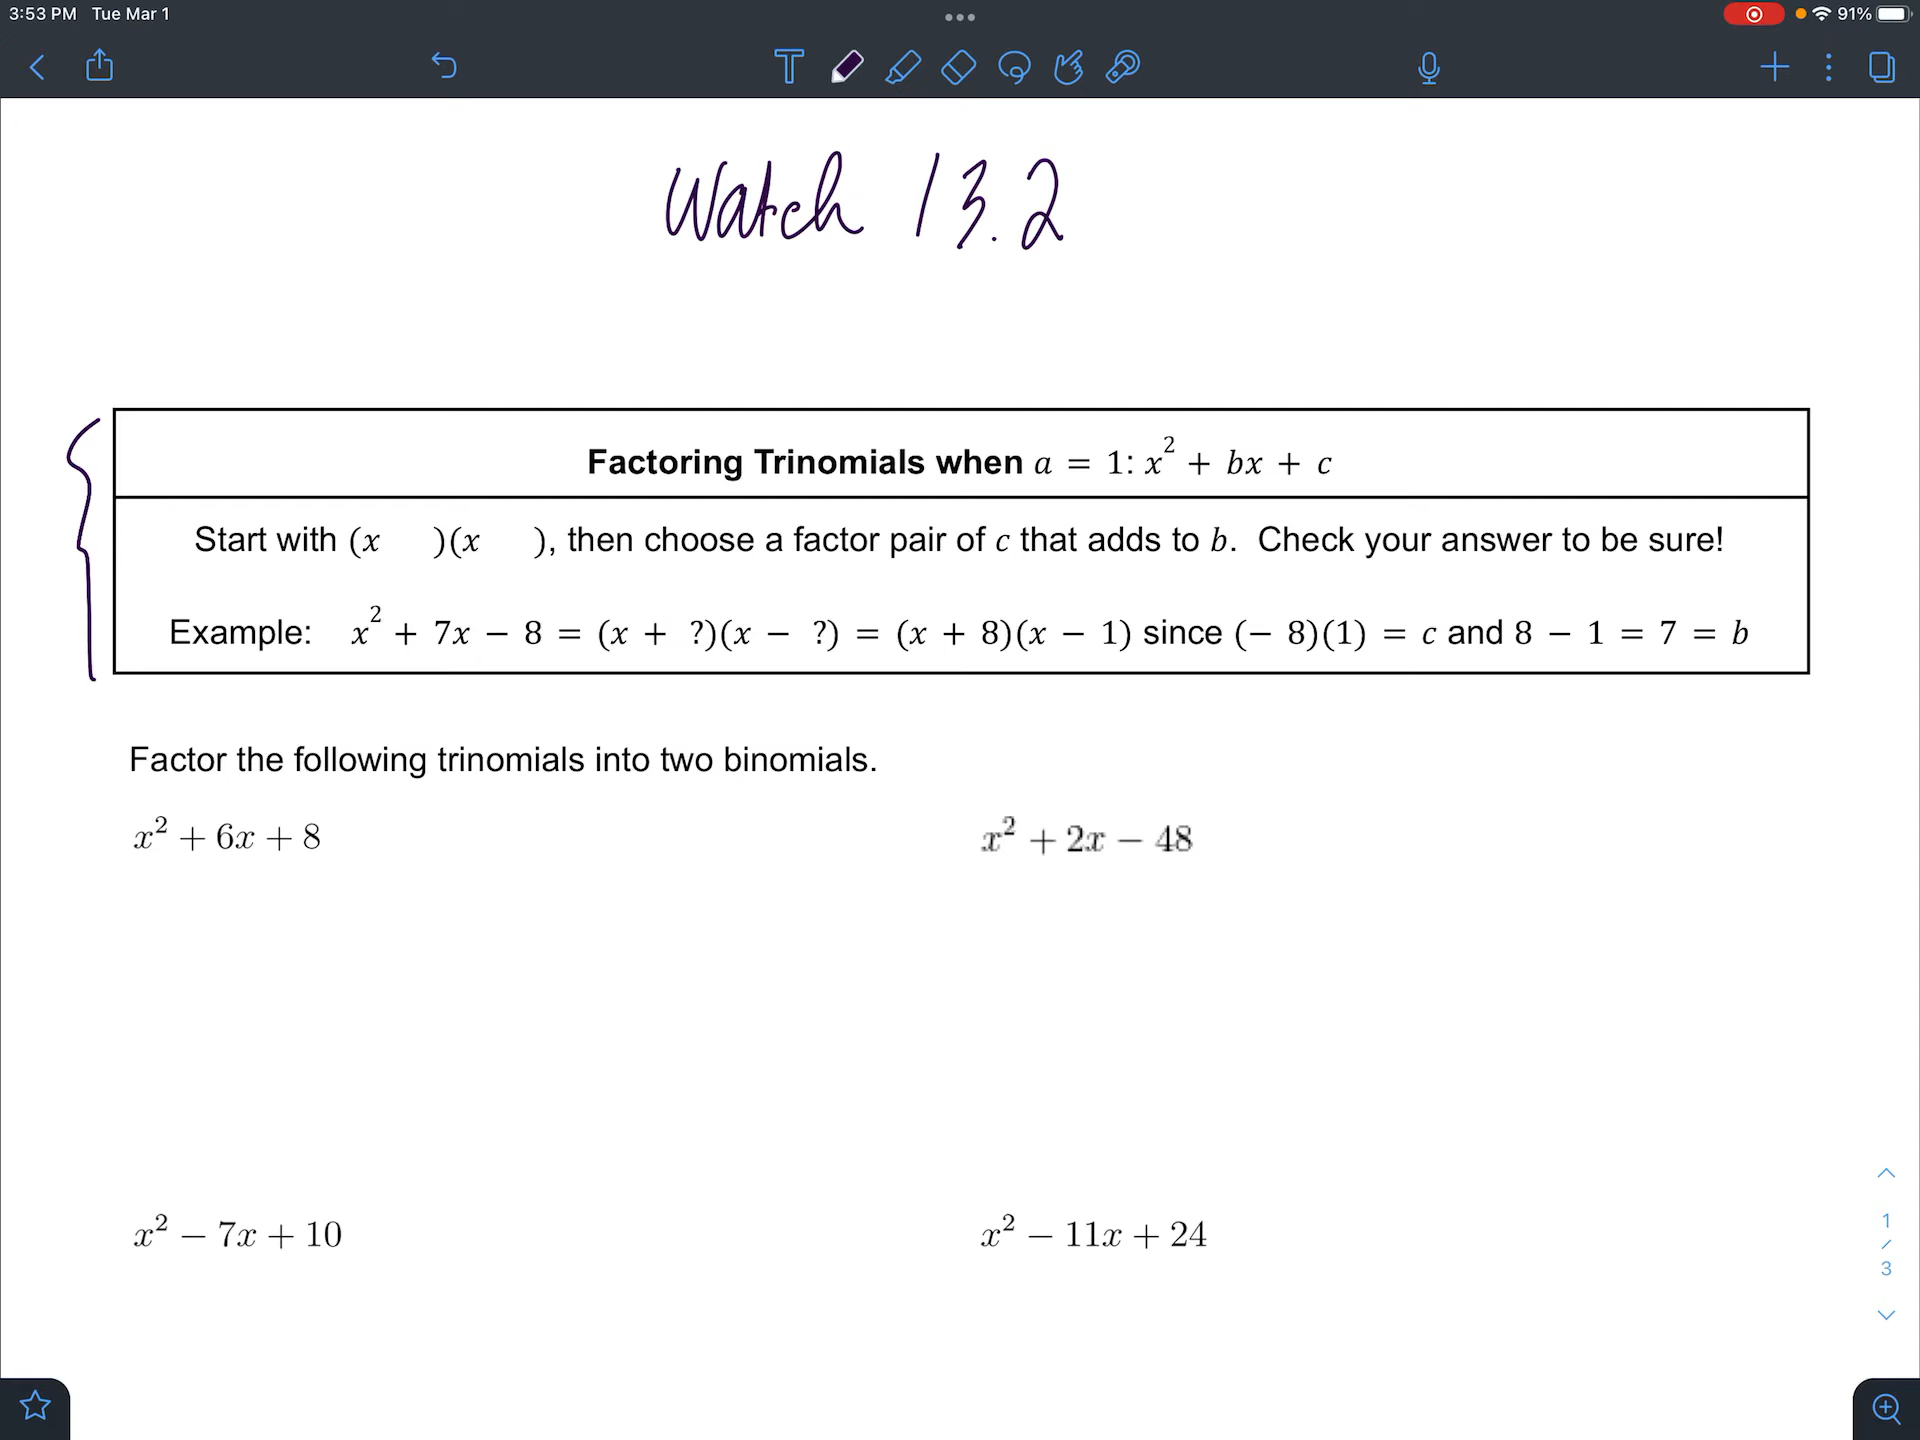 3:53 PM Tue Mar 1
91%
Watch 13.2
Factoring Trinomials when a = 1: x² + bx + c
Start with (x )(x ), then choose a factor pair of c that adds to b. Check your answer to be sure!
Example: x² + 7x − 8 = (x + ?)(x − ?) = (x + 8)(x − 1) since (− 8)(1) = c and 8 − 1 = 7 = b
Factor the following trinomials into two binomials.
x² + 6x + 8
x² + 2x − 48
x² − 7x + 10
x² − 11x + 24
1
/
3